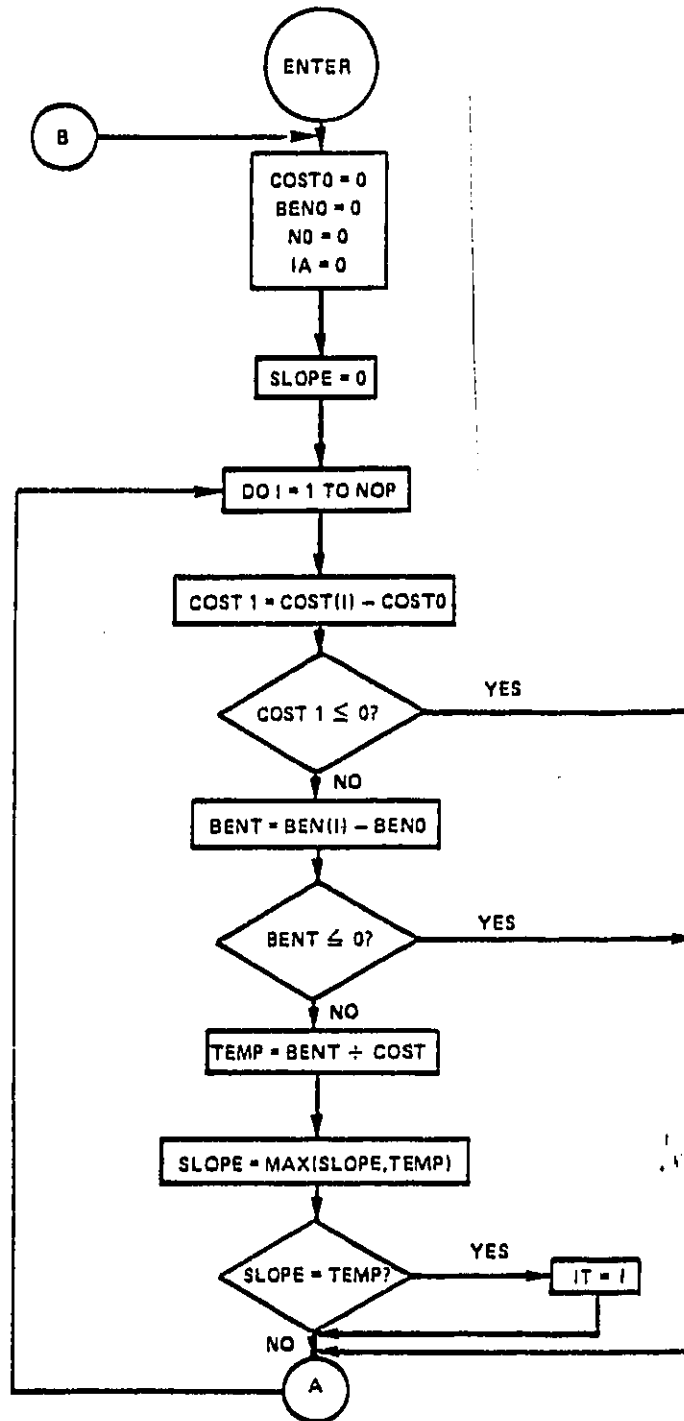 ENTER
B
COST0 = 0
BEN0 = 0
N0 = 0
IA = 0
SLOPE = 0
DO I = 1 TO NOP
COST 1 = COST(I) − COST0
COST 1 ≦ 0?
YES
NO
BENT = BEN(I) − BEN0
BENT ≦ 0?
YES
NO
TEMP = BENT ÷ COST
SLOPE = MAX(SLOPE,TEMP)
SLOPE = TEMP?
YES
IT = I
NO
A